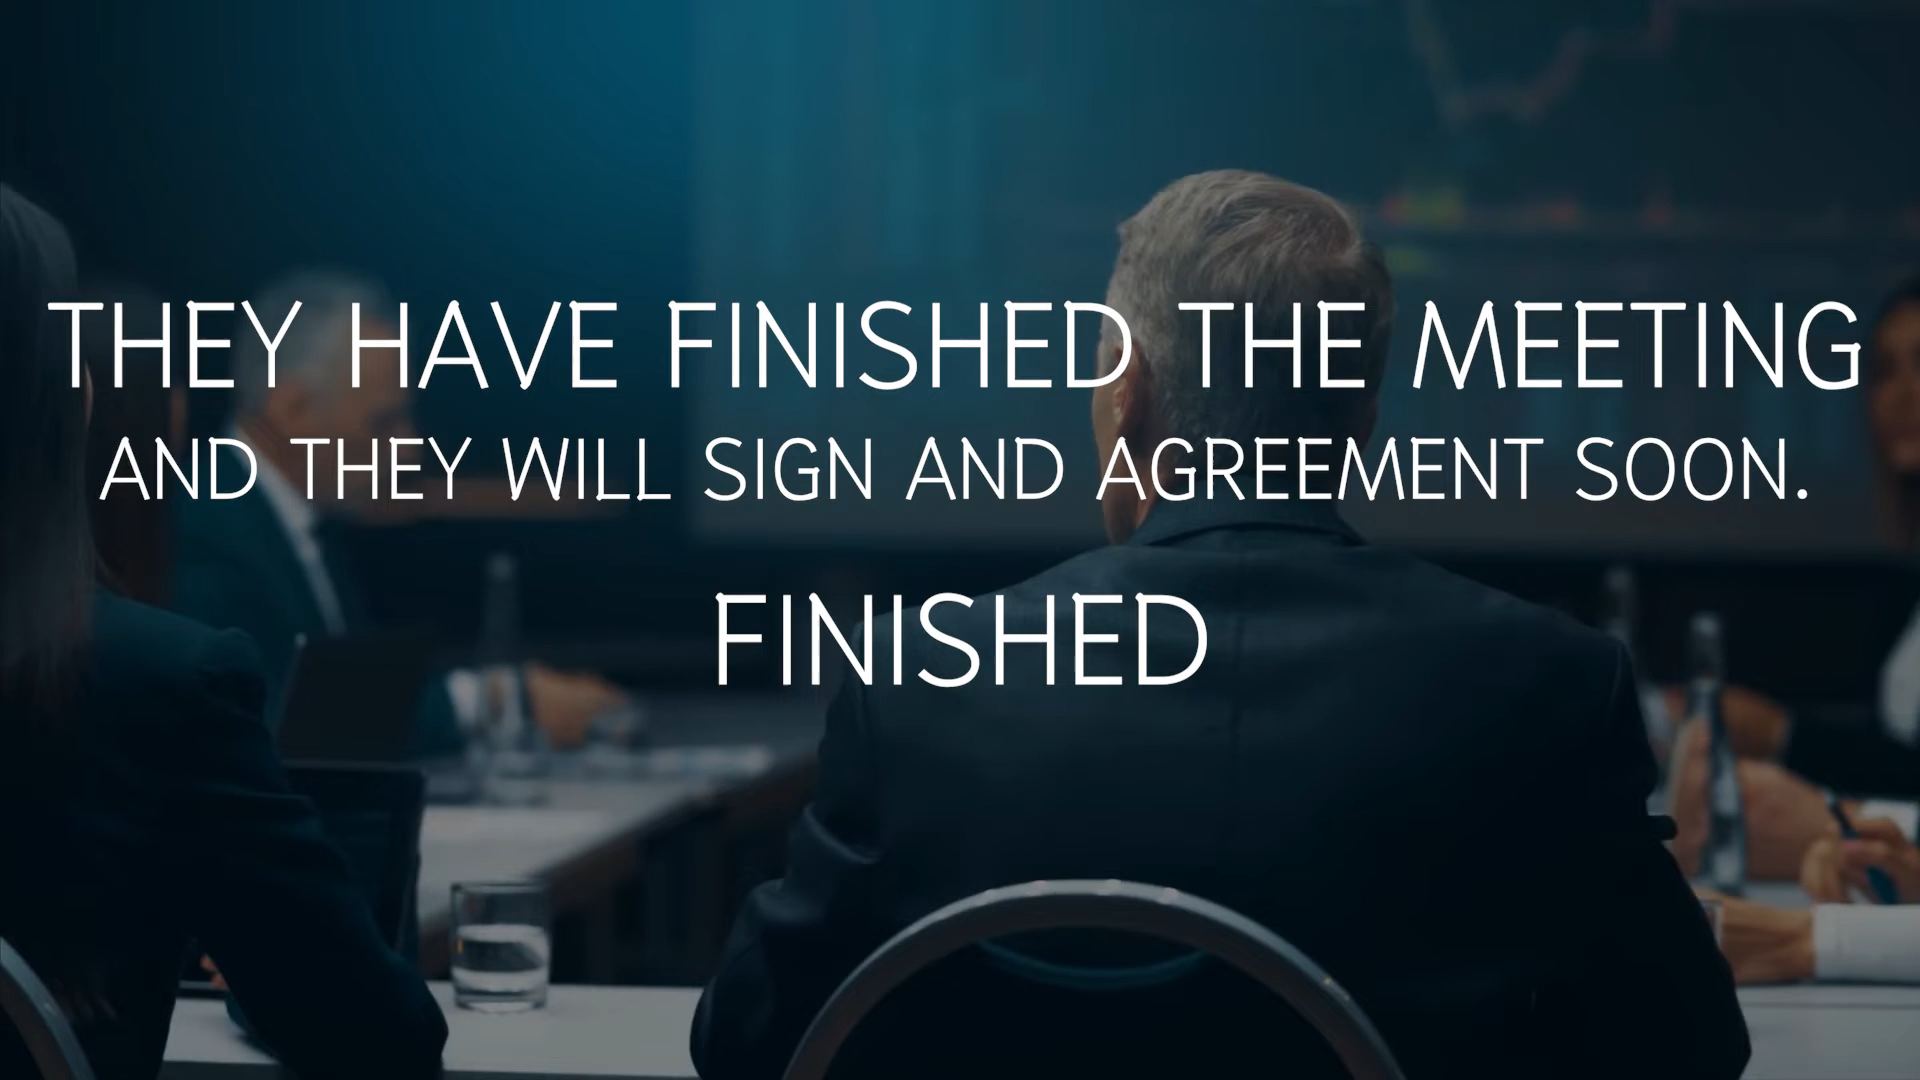 THEY HAVE FINISHED THE MEETING
AND THEY WILL SIGN AND AGREEMENT SOON.
FINISHED